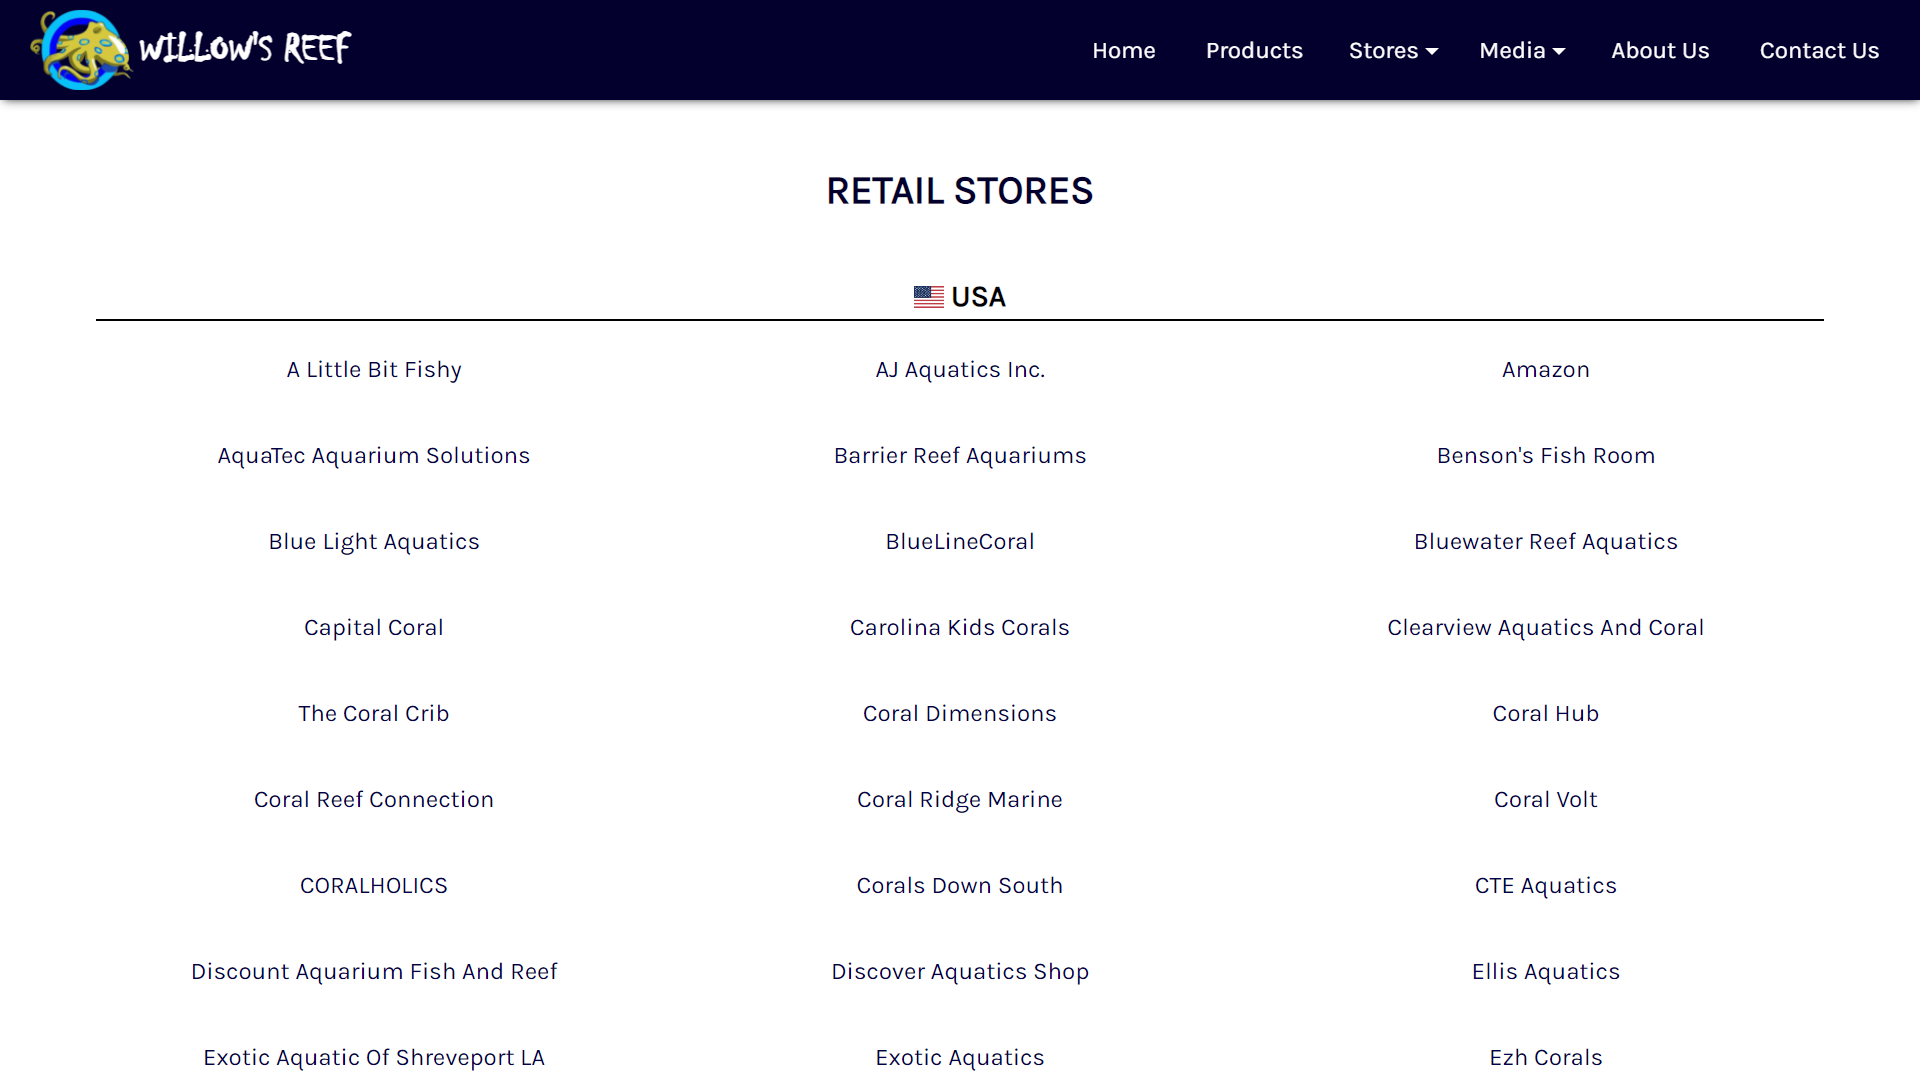 WILLOW'S REEF
Home Products Stores Media About Us Contact Us
RETAIL STORES
USA
A Little Bit Fishy AJ Aquatics Inc. Amazon
AquaTec Aquarium Solutions Barrier Reef Aquariums Benson's Fish Room
Blue Light Aquatics BlueLineCoral Bluewater Reef Aquatics
Capital Coral Carolina Kids Corals Clearview Aquatics And Coral
The Coral Crib Coral Dimensions Coral Hub
Coral Reef Connection Coral Ridge Marine Coral Volt
CORALHOLICS Corals Down South CTE Aquatics
Discount Aquarium Fish And Reef Discover Aquatics Shop Ellis Aquatics
Exotic Aquatic Of Shreveport LA Exotic Aquatics Ezh Corals